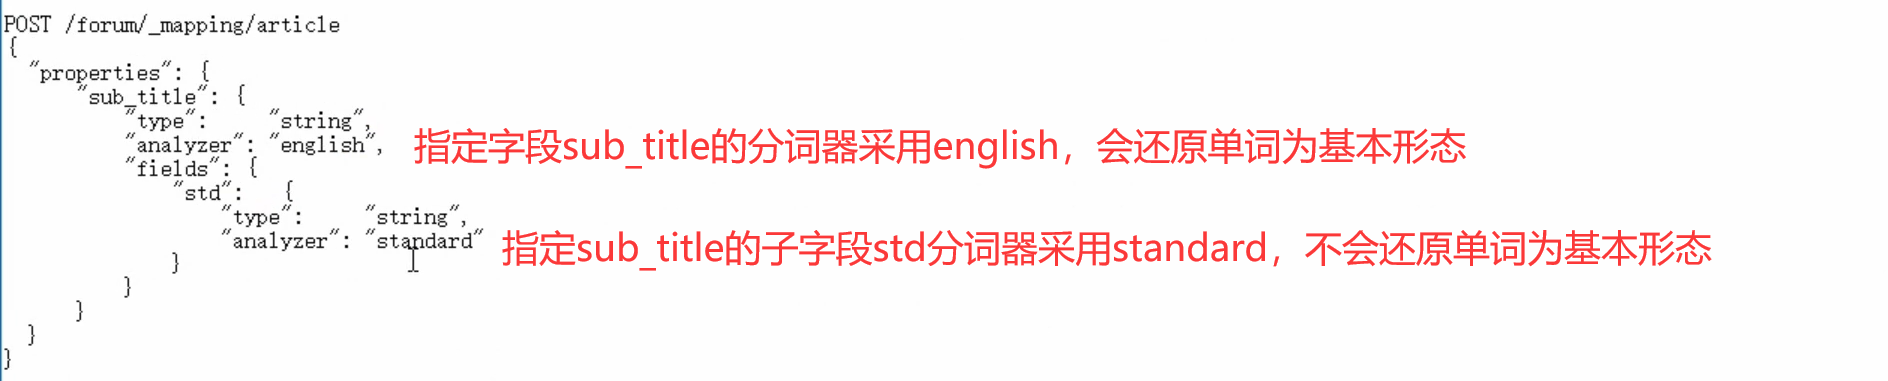 POST /forum/_mapping/article
{
"properties": {
"sub_title": {
"type": "string",
"analyzer": "english", 指定字段sub_title的分词器采用english，会还原单词为基本形态
"fields": {
"std": {
"type": "string",
"analyzer": "standard" 指定sub_title的子字段std分词器采用standard，不会还原单词为基本形态
}
}
}
}
}